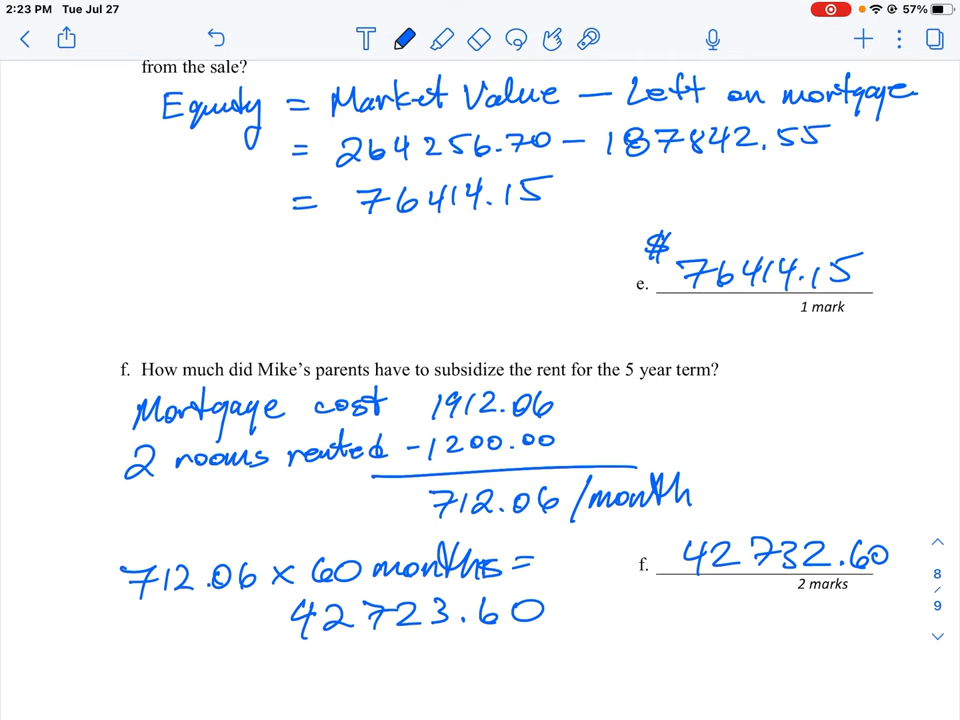 2:23 PM Tue Jul 27
57%
T
from the sale?
Equity = Market Value - Left on mortgage
= 264256.70 - 187842.55
= 76414.15
$
e. 76414.15
1 mark
f. How much did Mike's parents have to subsidize the rent for the 5 year term?
Mortgage cost 1912.06
2 rooms rented -1200.00
712.06/month
712.06 × 60 months =
42723.60
f. 42732.60
2 marks
8
/
9